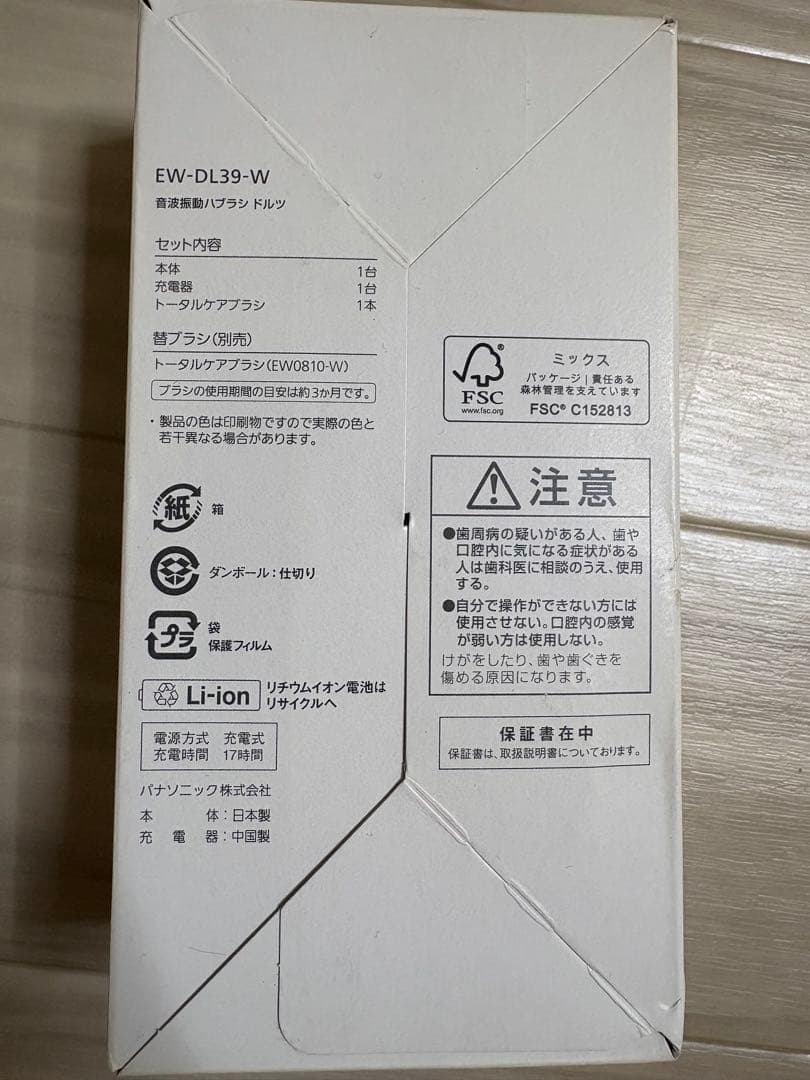 EW-DL39-W
音波振動ハブラシ ドルツ
セット内容
本体 1台
充電器 1台
トータルケアブラシ 1本
替ブラシ(別売)
トータルケアブラシ(EW0810-W)
ブラシの使用期間の目安は約3か月です。
・製品の色は印刷物ですので実際の色と
若干異なる場合があります。
紙 箱
ダンボール:仕切り
プラ 袋
保護フィルム
Li-ion リチウムイオン電池は
リサイクルへ
電源方式 充電式
充電時間 17時間
パナソニック株式会社
本体:日本製
充電器:中国製
FSC®
www.fsc.org
ミックス
パッケージ|責任ある
森林管理を支えています
FSC® C152813
注意
●歯周病の疑いがある人、歯や
口腔内に気になる症状がある
人は歯科医に相談のうえ、使用
する。
●自分で操作ができない方には
使用させない。口腔内の感覚
が弱い方は使用しない。
けがをしたり、歯や歯ぐきを
傷める原因になります。
保証書在中
保証書は、取扱説明書についております。